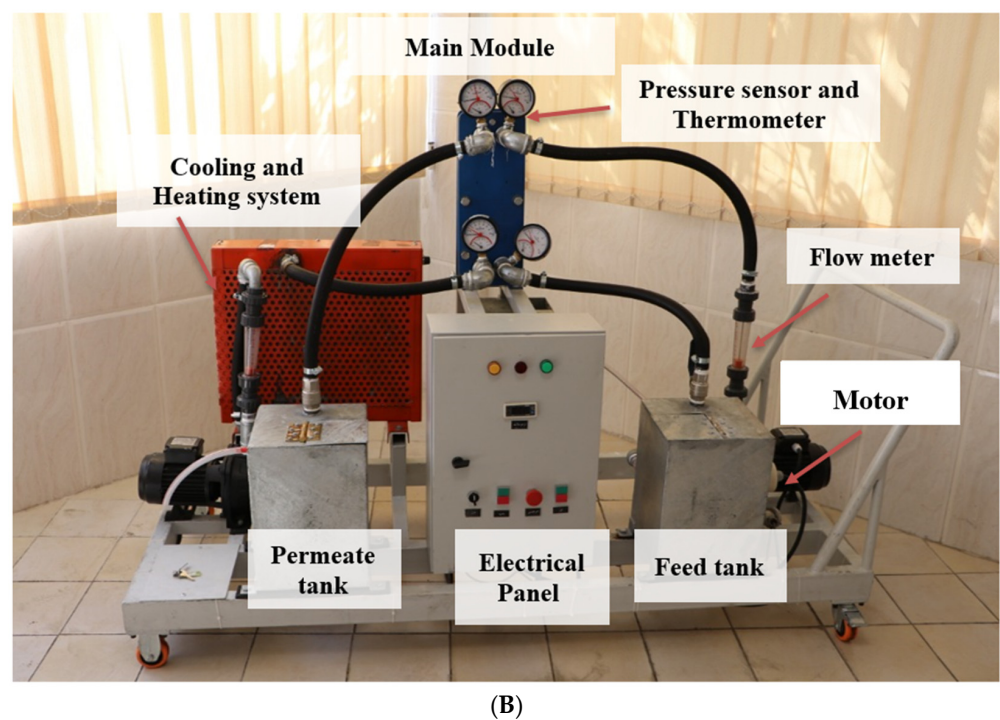 Main Module
Pressure sensor and
Thermometer
Cooling and
Heating system
Flow meter
Motor
Permeate
tank
Electrical
Panel
Feed tank
(B)